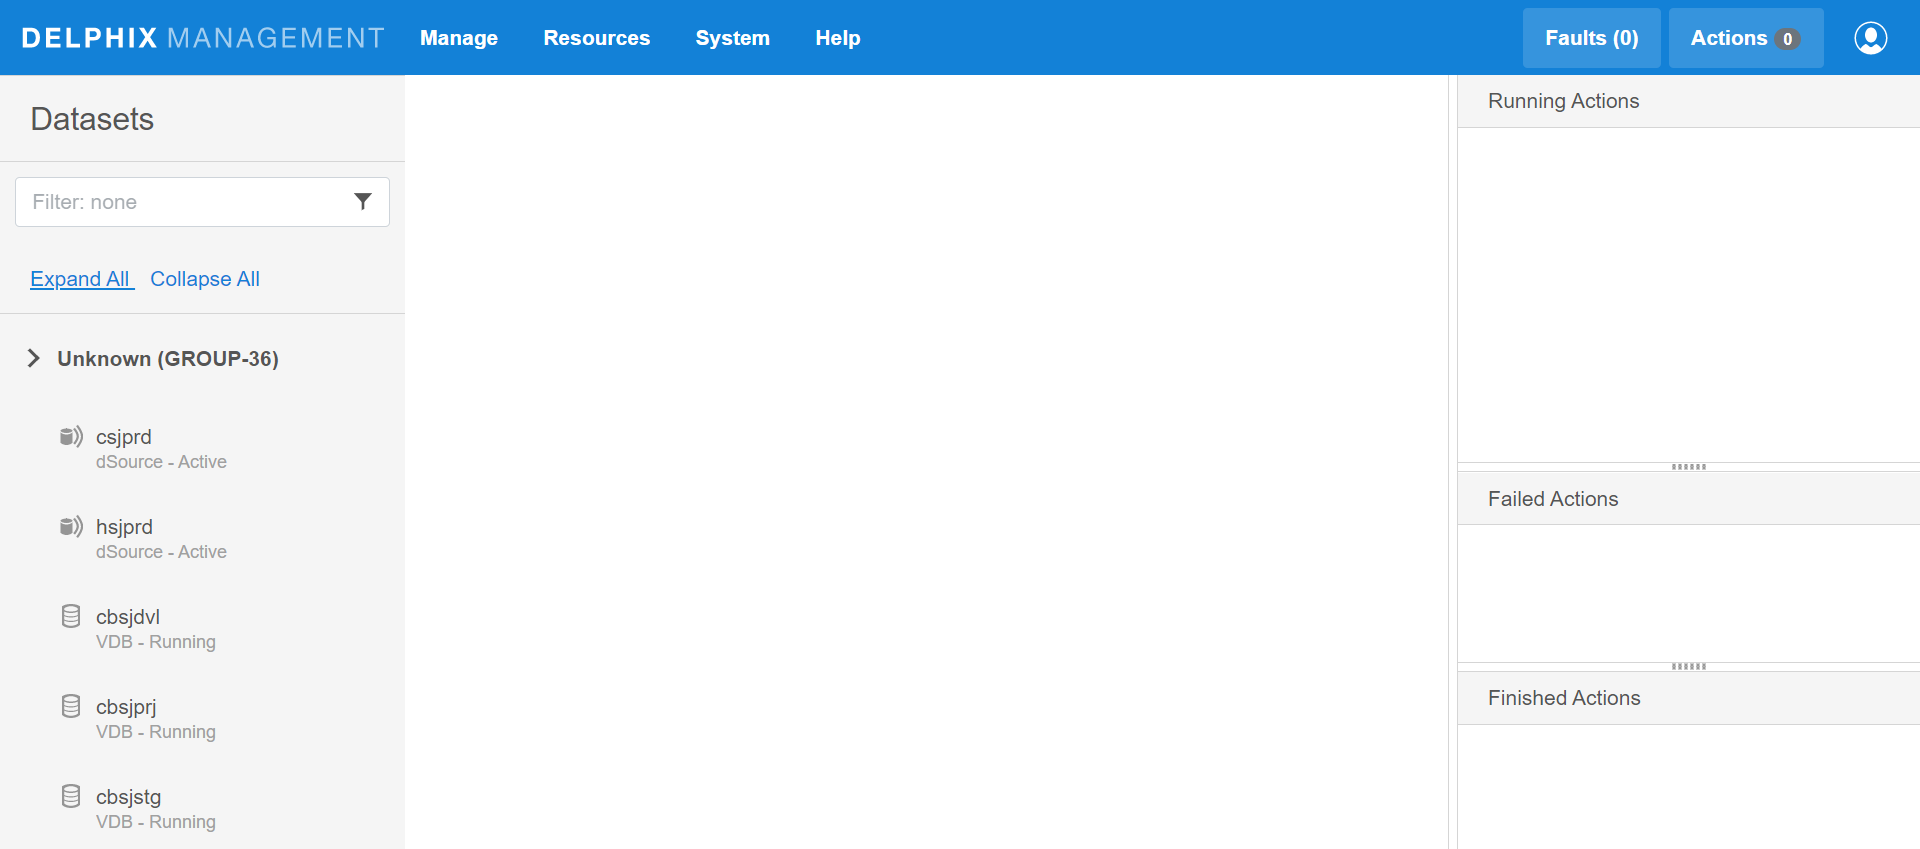 DELPHIX MANAGEMENT Manage Resources System Help Faults (0) Actions 0
Datasets
Filter: none
Expand All Collapse All
Unknown (GROUP-36)
csjprd
dSource - Active
hsjprd
dSource - Active
cbsjdvl
VDB - Running
cbsjprj
VDB - Running
cbsjstg
VDB - Running
Running Actions
Failed Actions
Finished Actions